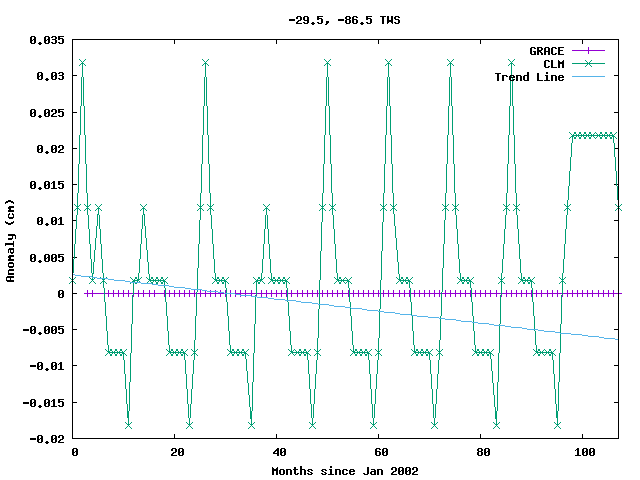 -29.5, -86.5 TWS
GRACE
CLM
Trend Line
0.035
0.03
0.025
0.02
0.015
0.01
0.005
0
-0.005
-0.01
-0.015
-0.02
Anomaly (cm)
0 20 40 60 80 100
Months since Jan 2002